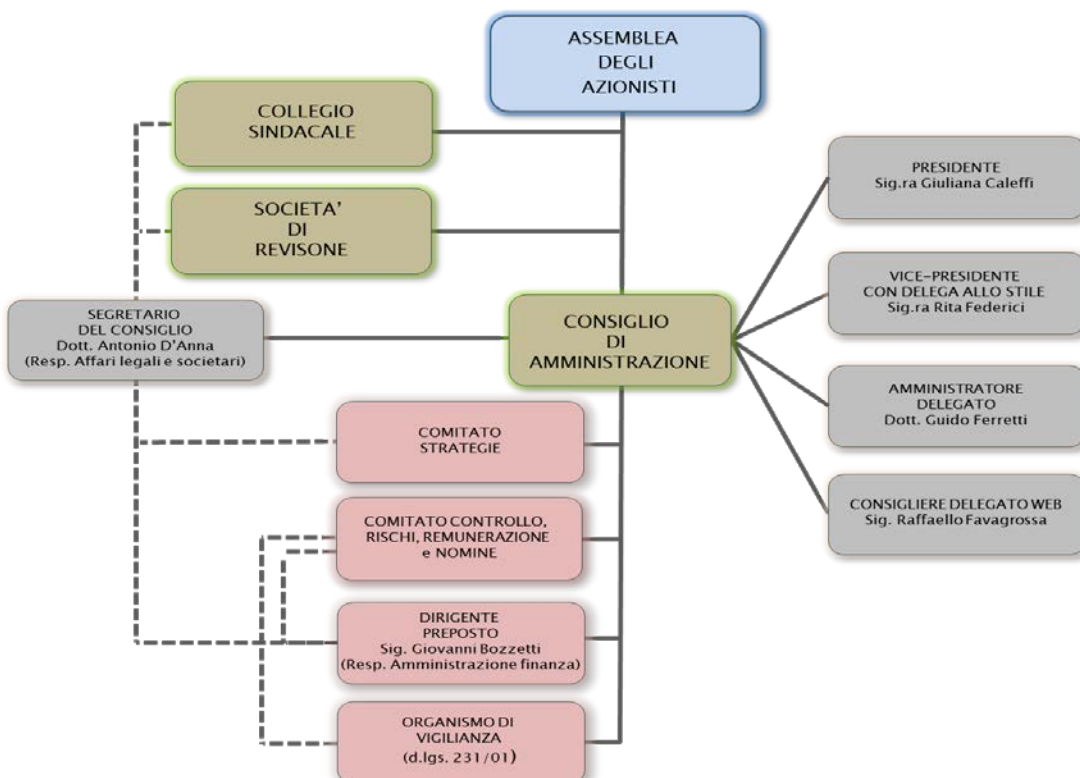 ASSEMBLEA
DEGLI
AZIONISTI
COLLEGIO
SINDACALE
SOCIETA'
DI
REVISONE
SEGRETARIO
DEL CONSIGLIO
Dott. Antonio D'Anna
(Resp. Affari legali e societari)
CONSIGLIO
DI
AMMINISTRAZIONE
PRESIDENTE
Sig.ra Giuliana Caleffi
VICE-PRESIDENTE
CON DELEGA ALLO STILE
Sig.ra Rita Federici
AMMINISTRATORE
DELEGATO
Dott. Guido Ferretti
CONSIGLIERE DELEGATO WEB
Sig. Raffaello Favagrossa
COMITATO
STRATEGIE
COMITATO CONTROLLO,
RISCHI, REMUNERAZIONE
e NOMINE
DIRIGENTE
PREPOSTO
Sig. Giovanni Bozzetti
(Resp. Amministrazione finanza)
ORGANISMO DI
VIGILIANZA
(d.lgs. 231/01)